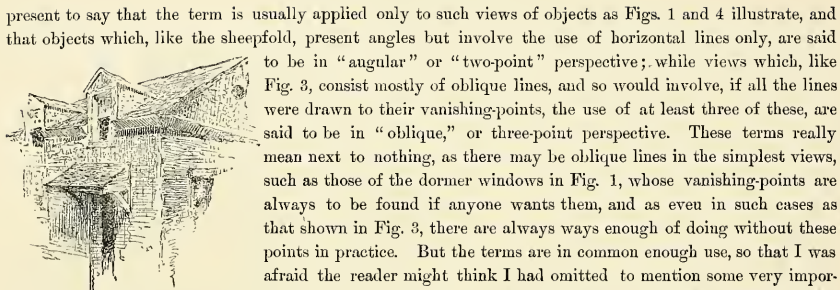 present to say that the term is usually applied only to such views of objects as Figs. 1 and 4 illustrate, and
that objects which, like the sheepfold, present angles but involve the use of horizontal lines only, are said
to be in “angular” or “two-point” perspective; while views which, like
Fig. 3, consist mostly of oblique lines, and so would involve, if all the lines
were drawn to their vanishing-points, the use of at least three of these, are
said to be in “oblique,” or three-point perspective. These terms really
mean next to nothing, as there may be oblique lines in the simplest views,
such as those of the dormer windows in Fig. 1, whose vanishing-points are
always to be found if anyone wants them, and as even in such cases as
that shown in Fig. 3, there are always ways enough of doing without these
points in practice. But the terms are in common enough use, so that I was
afraid the reader might think I had omitted to mention some very impor-